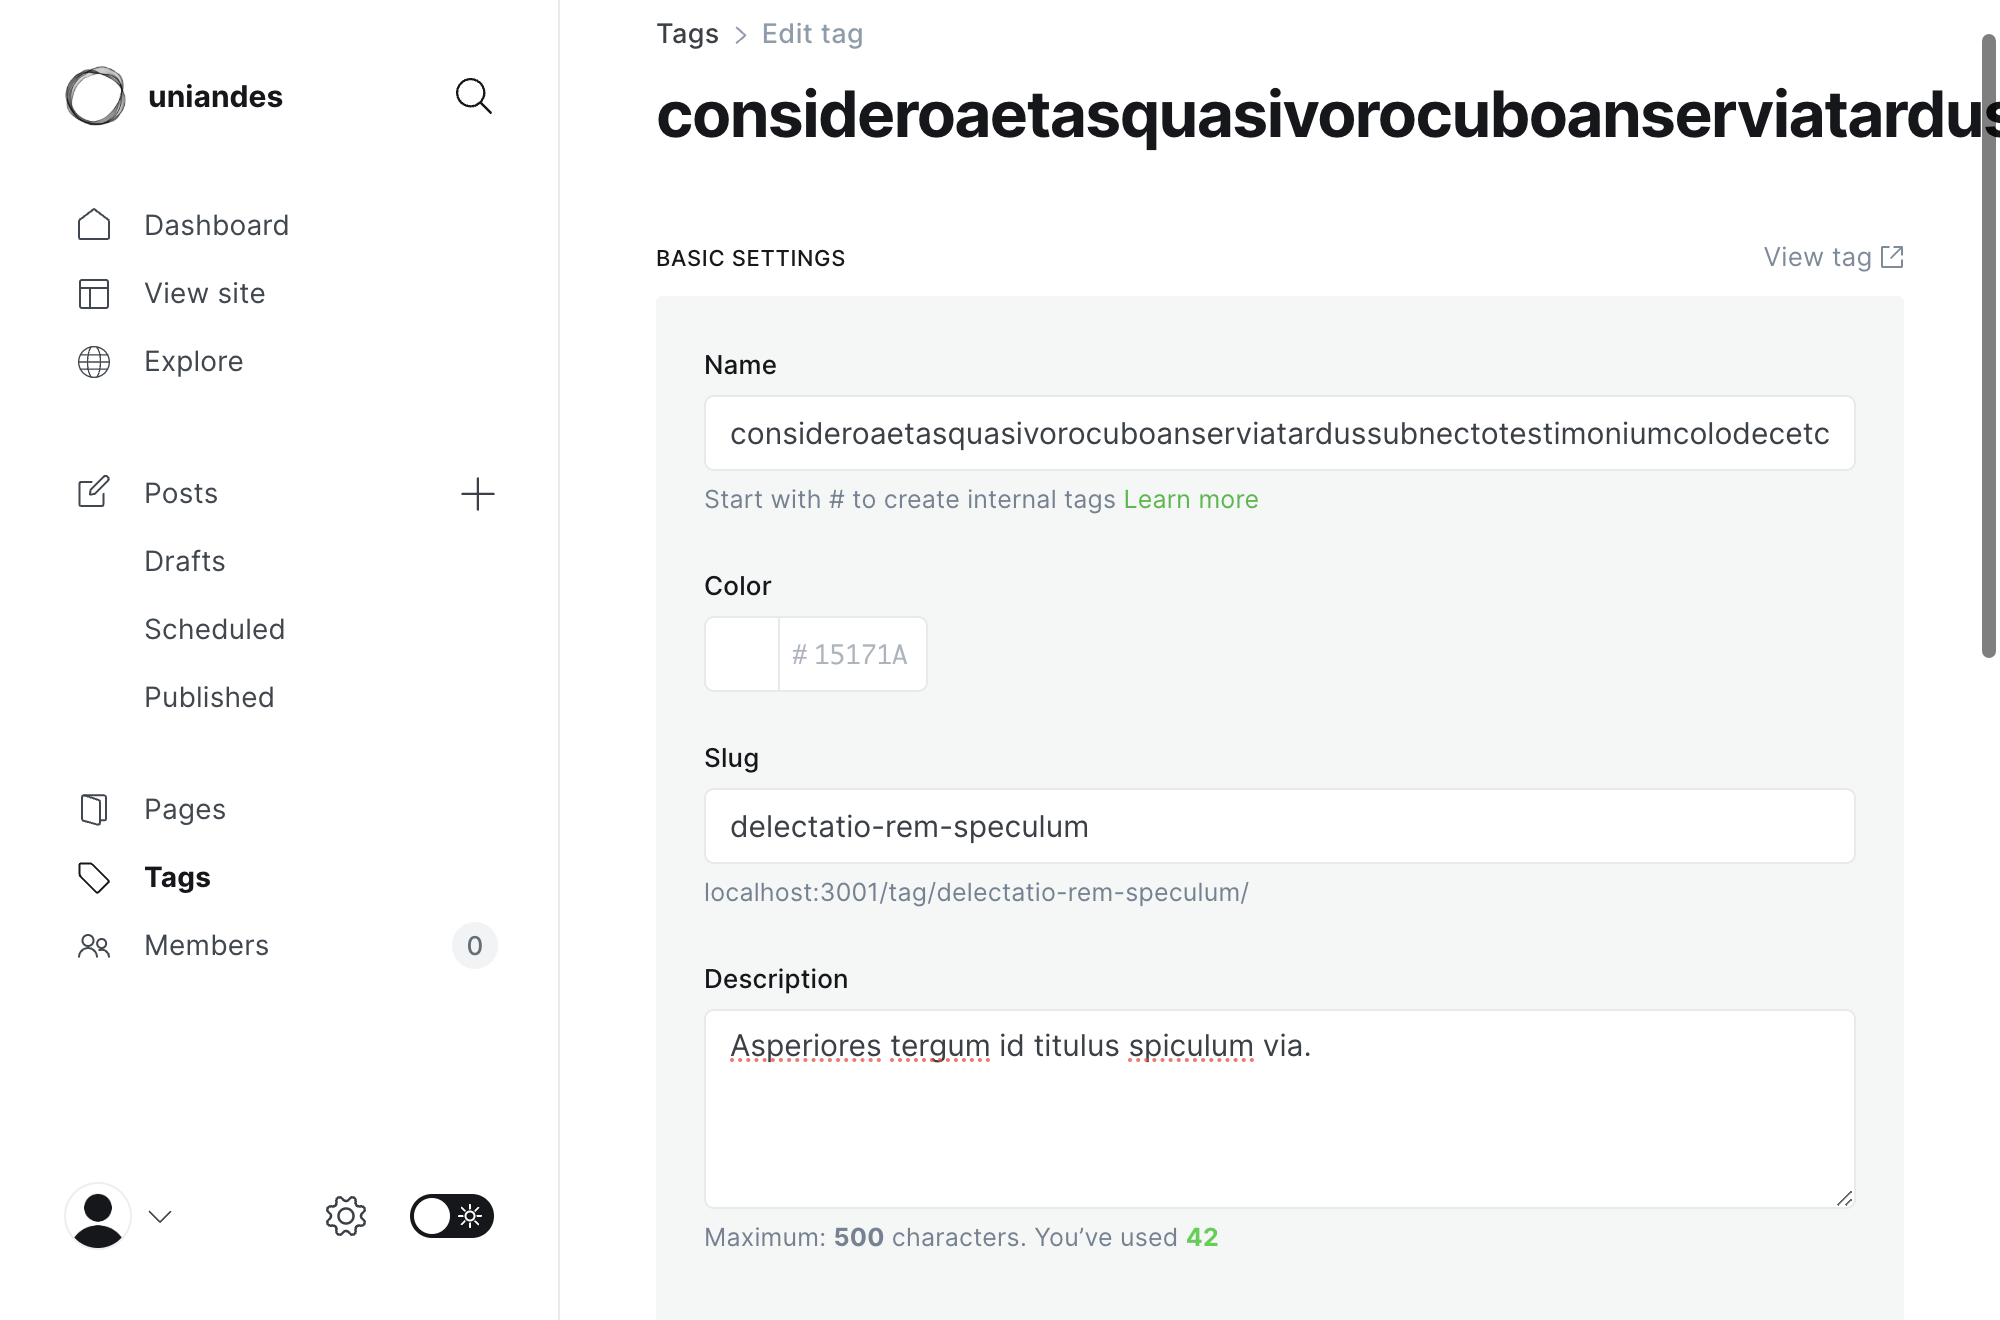 uniandes
Dashboard
View site
Explore
Posts
Drafts
Scheduled
Published
Pages
Tags
Members
0
Tags > Edit tag
consideroaetasquasivorocuboanserviatardus
BASIC SETTINGS
View tag
Name
consideroaetasquasivorocuboanserviatardussubnectotestimoniumcolodecetc
Start with # to create internal tags Learn more
Color
# 15171A
Slug
delectatio-rem-speculum
localhost:3001/tag/delectatio-rem-speculum/
Description
Asperiores tergum id titulus spiculum via.
Maximum: 500 characters. You’ve used 42